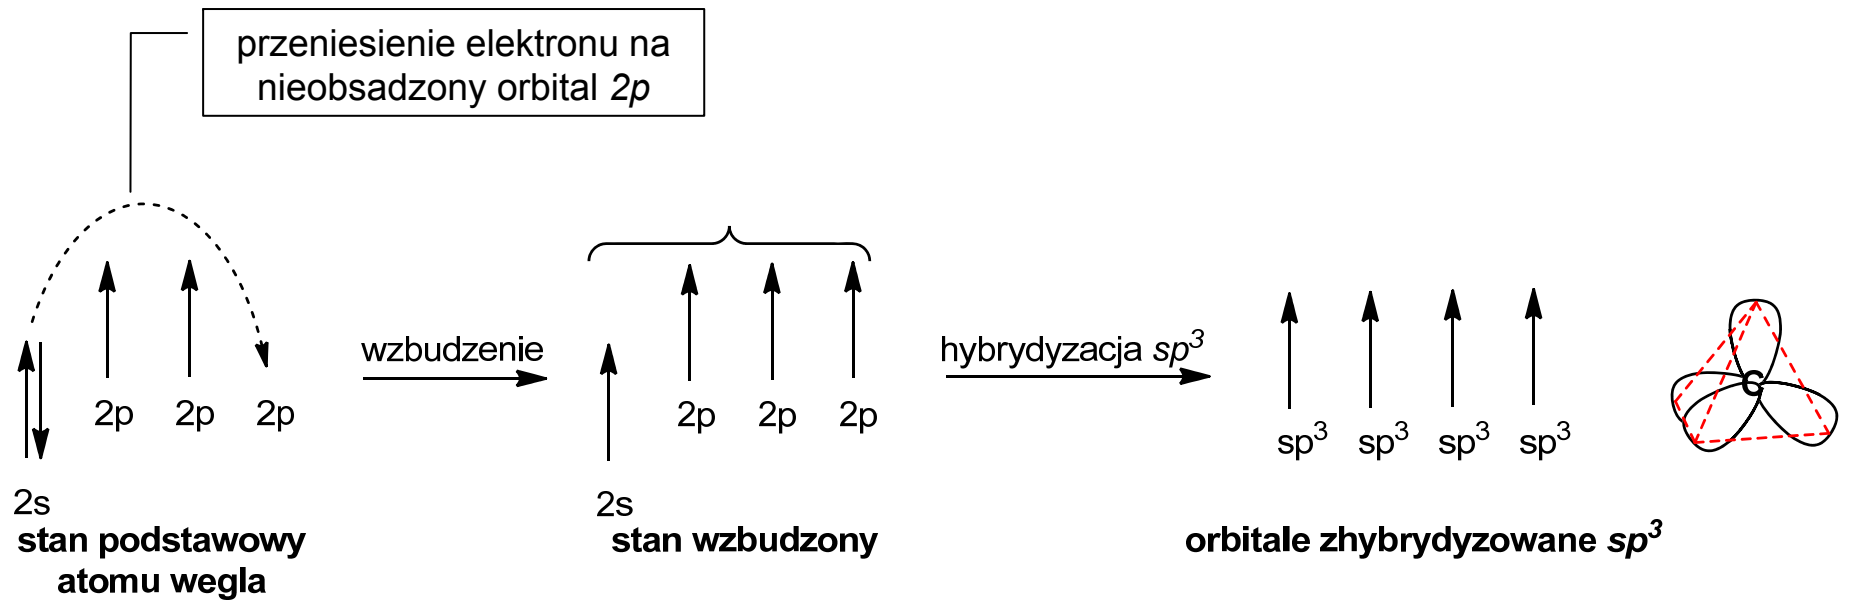 przeniesienie elektronu na
nieobsadzony orbital 2p
2p 2p 2p
2s
stan podstawowy
atomu wegla
wzbudzenie
2p 2p 2p
2s
stan wzbudzony
hybrydyzacja sp³
sp³ sp³ sp³ sp³
orbitale zhybrydyzowane sp³
C